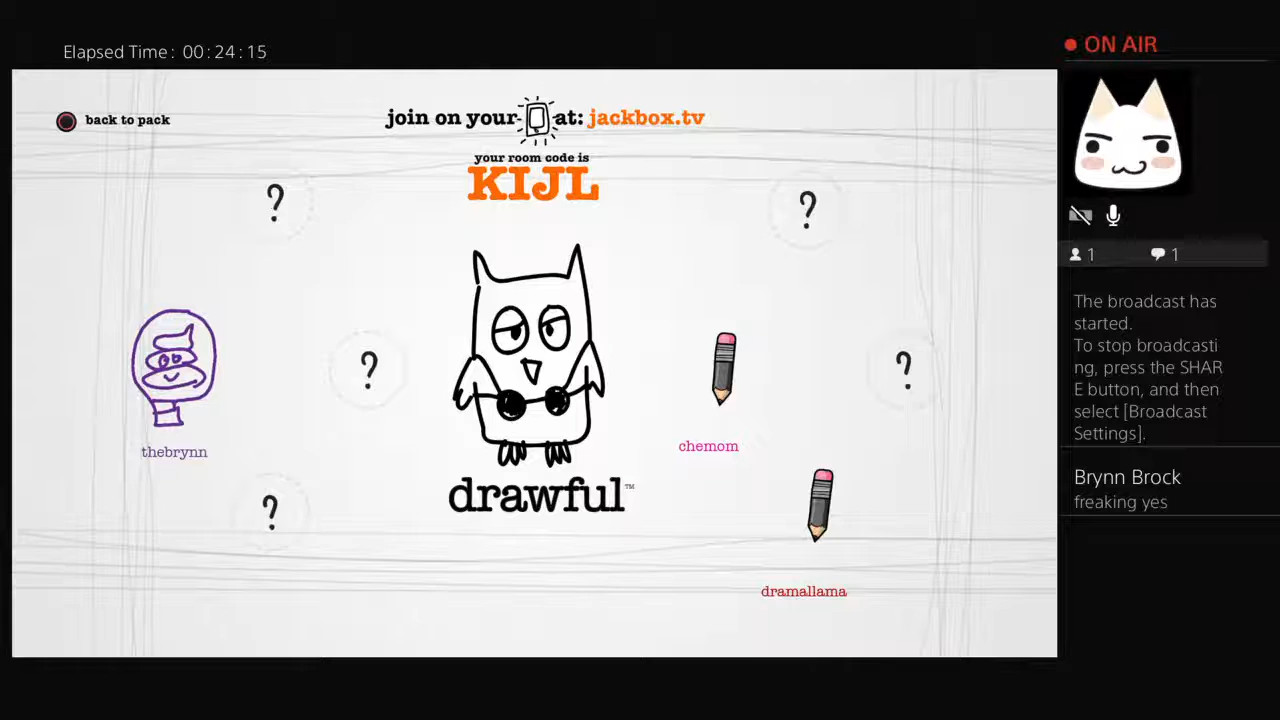 Elapsed Time: 00:24:15
ON AIR
back to pack
join on your at: jackbox.tv
your room code is
KIJL
?
?
1
1
The broadcast has
started.
To stop broadcasti
ng, press the SHAR
E button, and then
select [Broadcast
Settings].
?
?
thebrynn
chemom
Brynn Brock
freaking yes
drawful™
?
dramallama